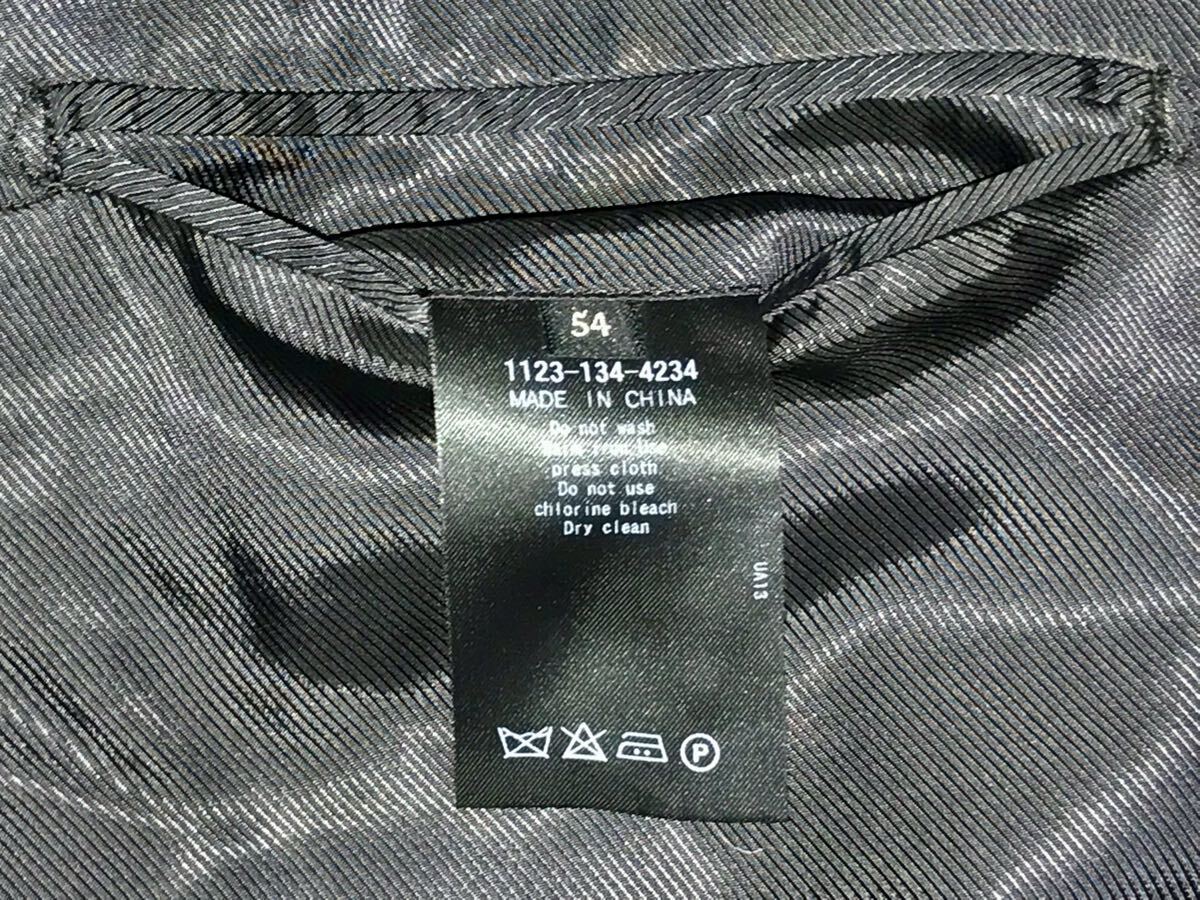 54
1123-134-4234
MADE IN CHINA
Do not wash
press cloth
Do not use
chlorine bleach
Dry clean
UA13
P